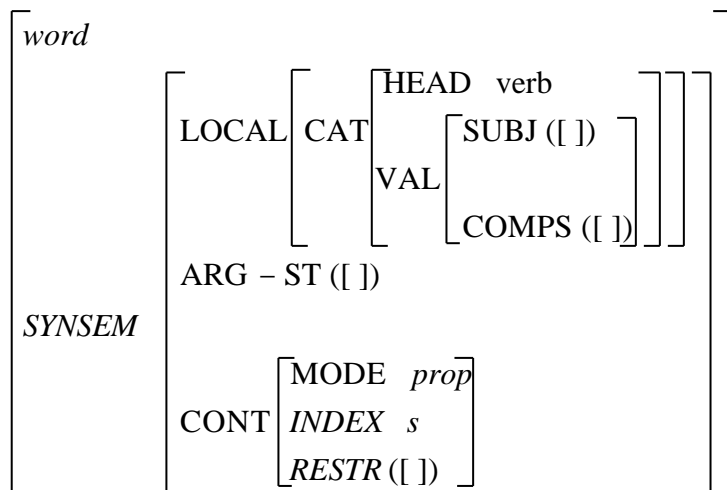 word
HEAD verb
LOCAL CAT SUBJ ([ ])
VAL
COMPS ([ ])
ARG – ST ([ ])
SYNSEM
MODE prop
CONT INDEX s
RESTR ([ ])